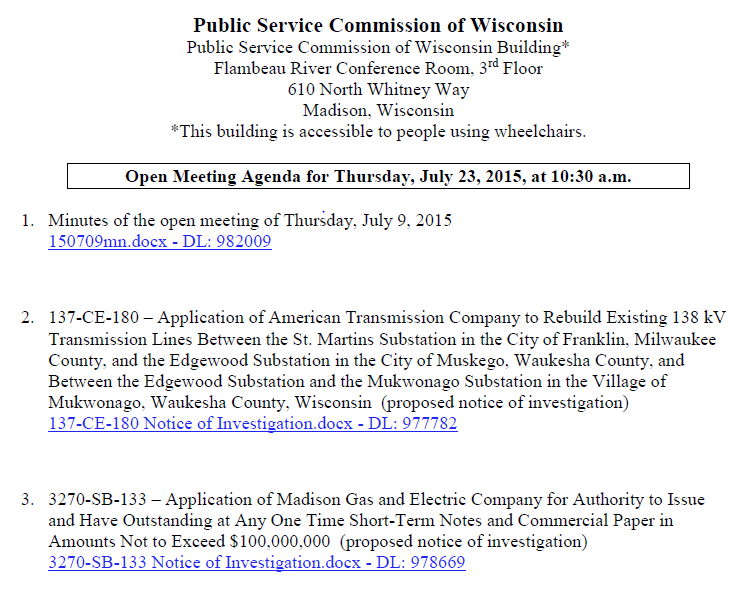 Public Service Commission of Wisconsin
Public Service Commission of Wisconsin Building*
Flambeau River Conference Room, 3rd Floor
610 North Whitney Way
Madison, Wisconsin
*This building is accessible to people using wheelchairs.
Open Meeting Agenda for Thursday, July 23, 2015, at 10:30 a.m.
1. Minutes of the open meeting of Thursday, July 9, 2015
150709mn.docx - DL: 982009
2. 137-CE-180 – Application of American Transmission Company to Rebuild Existing 138 kV
Transmission Lines Between the St. Martins Substation in the City of Franklin, Milwaukee
County, and the Edgewood Substation in the City of Muskego, Waukesha County, and
Between the Edgewood Substation and the Mukwonago Substation in the Village of
Mukwonago, Waukesha County, Wisconsin (proposed notice of investigation)
137-CE-180 Notice of Investigation.docx - DL: 977782
3. 3270-SB-133 – Application of Madison Gas and Electric Company for Authority to Issue
and Have Outstanding at Any One Time Short-Term Notes and Commercial Paper in
Amounts Not to Exceed $100,000,000 (proposed notice of investigation)
3270-SB-133 Notice of Investigation.docx - DL: 978669